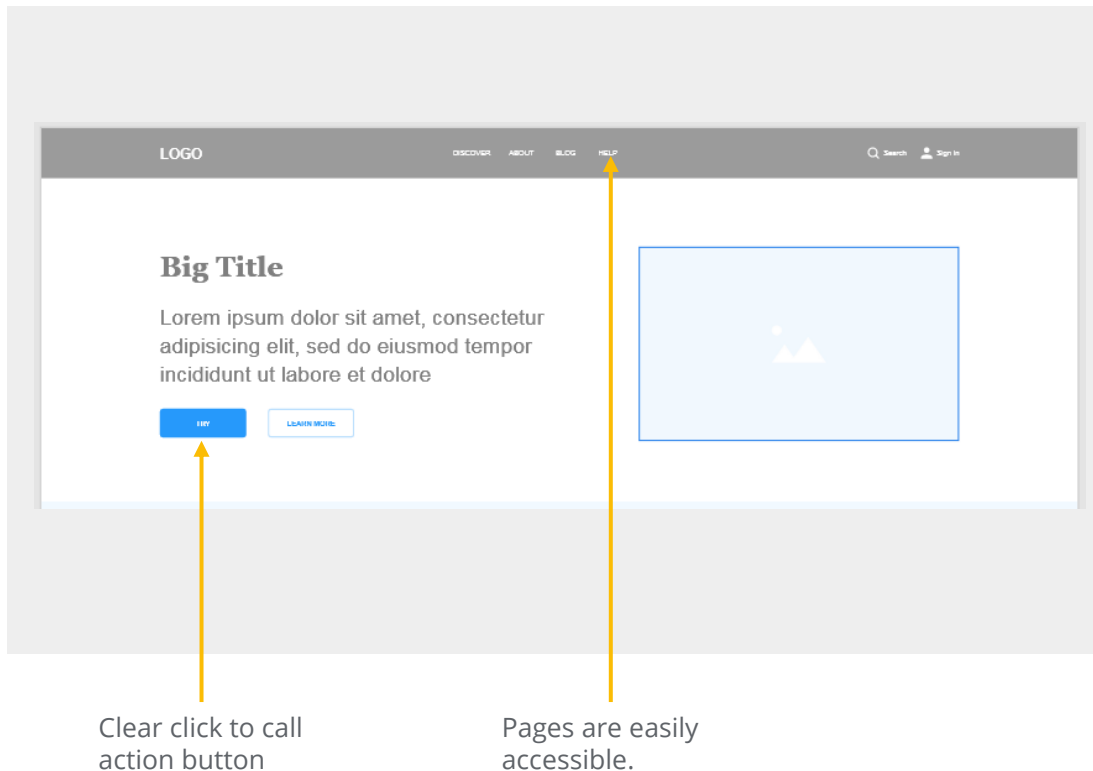 LOGO
DISCOVER ABOUT BLOG HELP
Search Sign In
Big Title
Lorem ipsum dolor sit amet, consectetur
adipisicing elit, sed do eiusmod tempor
incididunt ut labore et dolore
TRY
LEARN MORE
Clear click to call
action button
Pages are easily
accessible.